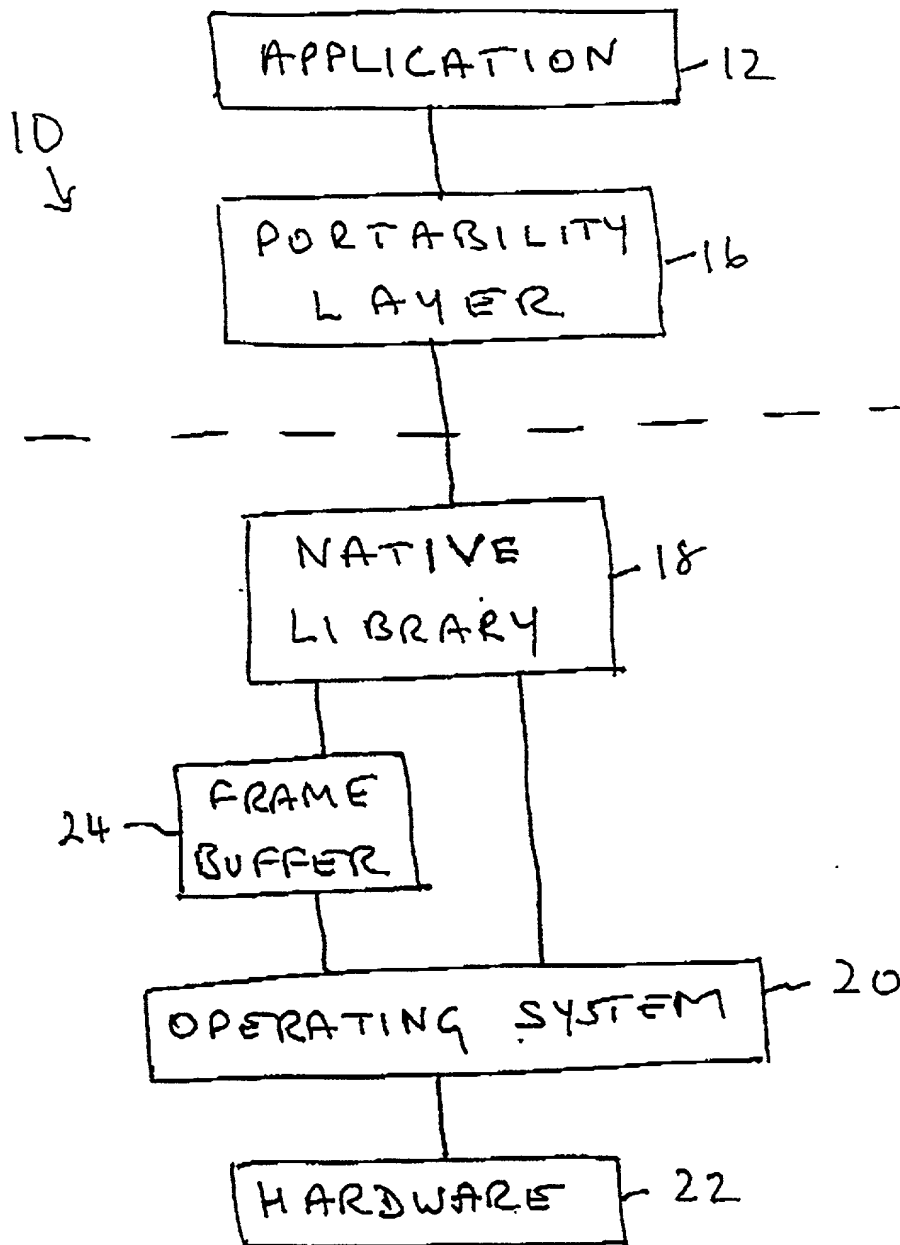 APPLICATION
12
10
PORTABILITY
LAYER
16
NATIVE
LIBRARY
18
FRAME
BUFFER
24
OPERATING SYSTEM
20
HARDWARE
22